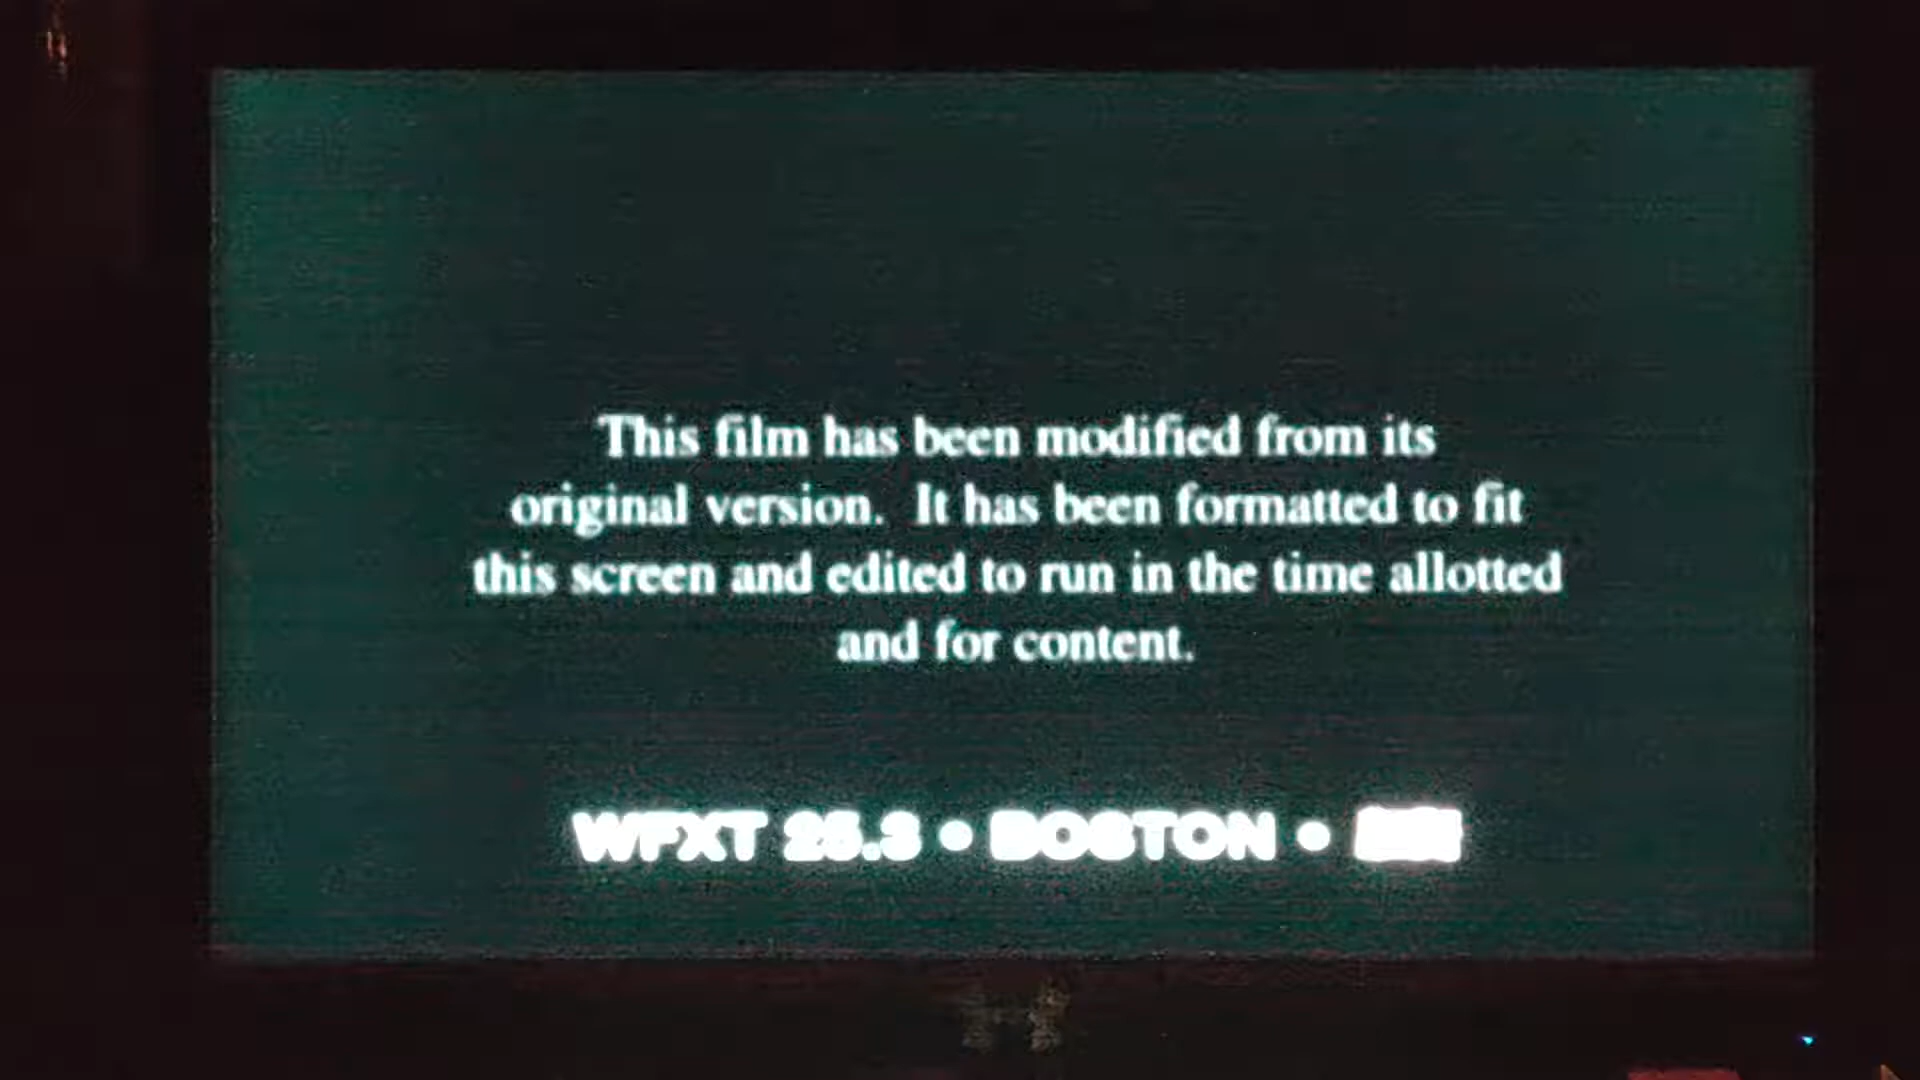 This film has been modified from its
original version.  It has been formatted to fit
this screen and edited to run in the time allotted
and for content.
WFXT 25.3 • BOSTON •